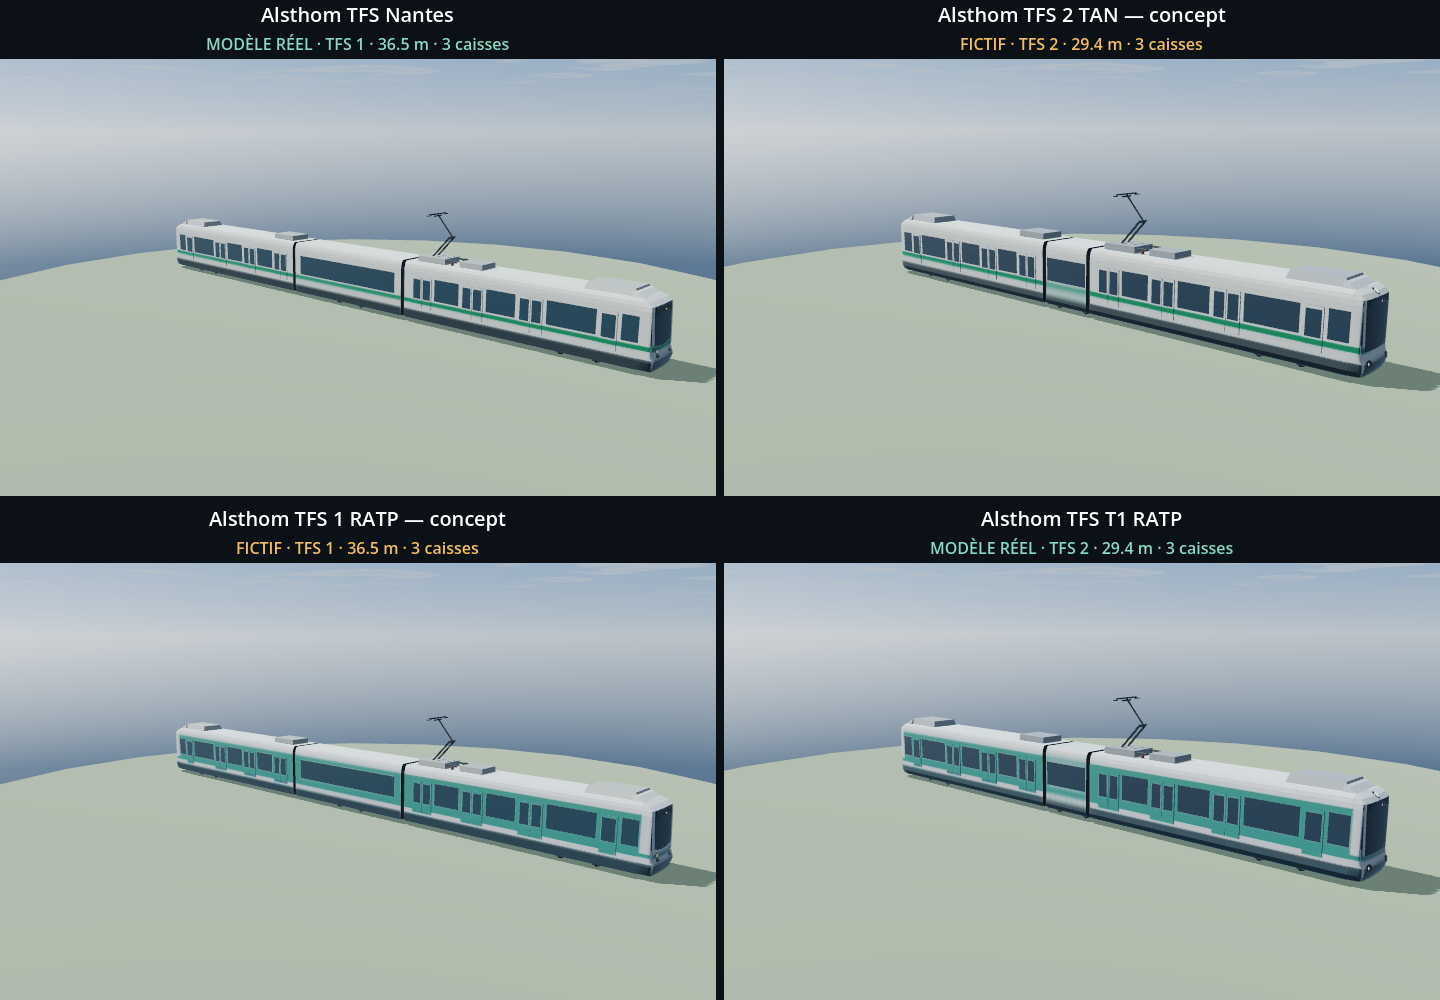 Alsthom TFS Nantes
MODÈLE RÉEL · TFS 1 · 36.5 m · 3 caisses
Alsthom TFS 2 TAN — concept
FICTIF · TFS 2 · 29.4 m · 3 caisses
Alsthom TFS 1 RATP — concept
FICTIF · TFS 1 · 36.5 m · 3 caisses
Alsthom TFS T1 RATP
MODÈLE RÉEL · TFS 2 · 29.4 m · 3 caisses